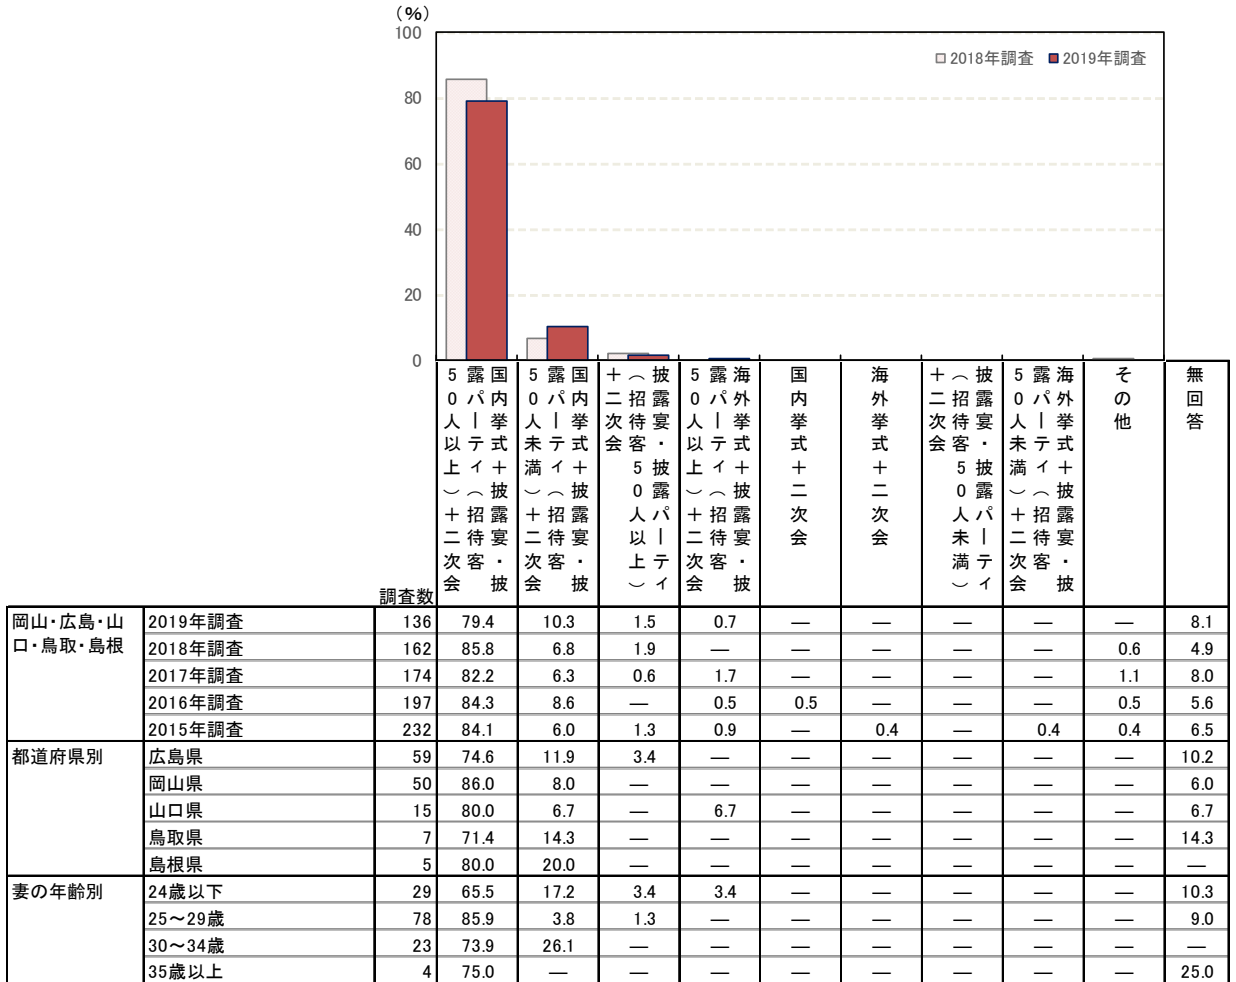 (%)
100
80
60
40
20
0
2018年調査 2019年調査
国内挙式＋披露宴・披露パーティ（招待客50人以上）＋二次会
国内挙式＋披露宴・披露パーティ（招待客50人未満）＋二次会
披露宴・披露パーティ（招待客50人以上）＋二次会
海外挙式＋披露宴・披露パーティ（招待客50人以上）＋二次会
国内挙式＋二次会
海外挙式＋二次会
披露宴・披露パーティ（招待客50人未満）＋二次会
海外挙式＋披露宴・披露パーティ（招待客50人未満）＋二次会
その他
無回答
調査数
岡山・広島・山口・鳥取・島根
2019年調査 136 79.4 10.3 1.5 0.7 — — — — — 8.1
2018年調査 162 85.8 6.8 1.9 — — — — — 0.6 4.9
2017年調査 174 82.2 6.3 0.6 1.7 — — — — 1.1 8.0
2016年調査 197 84.3 8.6 — 0.5 0.5 — — — 0.5 5.6
2015年調査 232 84.1 6.0 1.3 0.9 — 0.4 — 0.4 0.4 6.5
都道府県別 広島県 59 74.6 11.9 3.4 — — — — — — 10.2
岡山県 50 86.0 8.0 — — — — — — — 6.0
山口県 15 80.0 6.7 — 6.7 — — — — — 6.7
鳥取県 7 71.4 14.3 — — — — — — — 14.3
島根県 5 80.0 20.0 — — — — — — — —
妻の年齢別 24歳以下 29 65.5 17.2 3.4 3.4 — — — — — 10.3
25～29歳 78 85.9 3.8 1.3 — — — — — — 9.0
30～34歳 23 73.9 26.1 — — — — — — — —
35歳以上 4 75.0 — — — — — — — — 25.0